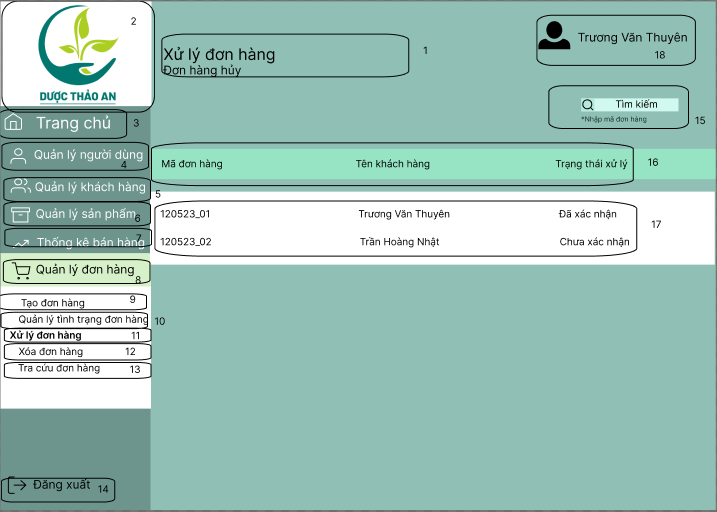 2
DƯỢC THẢO AN
Xử lý đơn hàng
Đơn hàng hủy
1
Trương Văn Thuyên
18
Tìm kiếm
*Nhập mã đơn hàng
15
Trang chủ
3
Quản lý người dùng
4
Quản lý khách hàng
5
Quản lý sản phẩm
6
Thống kê bán hàng
7
Quản lý đơn hàng
8
Tạo đơn hàng
9
Quản lý tình trạng đơn hàng
10
Xử lý đơn hàng
11
Xóa đơn hàng
12
Tra cứu đơn hàng
13
Đăng xuất
14
Mã đơn hàng Tên khách hàng Trạng thái xử lý
16
120523_01 Trương Văn Thuyên Đã xác nhận
17
120523_02 Trần Hoàng Nhật Chưa xác nhận